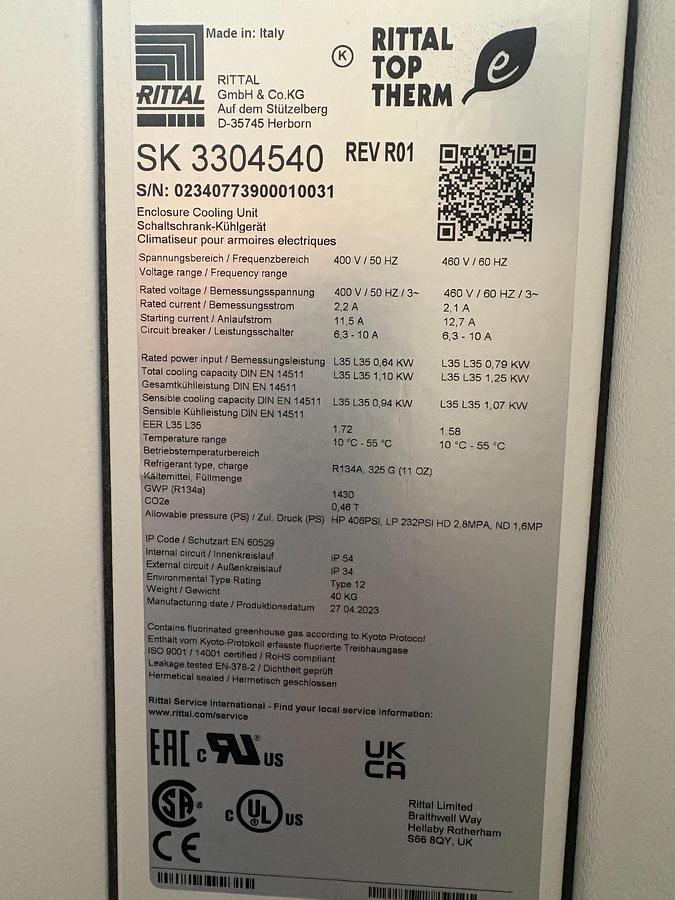 Made in: Italy
RITTAL
RITTAL
GmbH & Co.KG
Auf dem Stützelberg
D-35745 Herborn
K
RITTAL
TOP
THERM
e
SK 3304540 REV R01
S/N: 02340773900010031
Enclosure Cooling Unit
Schaltschrank-Kühlgerät
Climatiseur pour armoires electriques
Spannungsbereich / Frequenzbereich 400 V / 50 HZ 460 V / 60 HZ
Voltage range / Frequency range
Rated voltage / Bemessungsspannung 400 V / 50 HZ / 3~ 460 V / 60 HZ / 3~
Rated current / Bemessungsstrom 2,2 A 2,1 A
Starting current / Anlaufstrom 11,5 A 12,7 A
Circuit breaker / Leistungsschalter 6,3 - 10 A 6,3 - 10 A
Rated power input / Bemessungsleistung L35 L35 0,64 KW L35 L35 0,79 KW
Total cooling capacity DIN EN 14511 L35 L35 1,10 KW L35 L35 1,25 KW
Gesamtkühlleistung DIN EN 14511
Sensible cooling capacity DIN EN 14511 L35 L35 0,94 KW L35 L35 1,07 KW
Sensible Kühlleistung DIN EN 14511
EER L35 L35 1.72 1.58
Temperature range 10 °C - 55 °C 10 °C - 55 °C
Betriebstemperaturbereich
Refrigerant type, charge R134A, 325 G (11 OZ)
Kältemittel, Füllmenge
GWP (R134a) 1430
CO2e 0,46 T
Allowable pressure (PS) / Zul. Druck (PS) HP 406PSI, LP 232PSI HD 2,8MPA, ND 1,6MP
IP Code / Schutzart EN 60529
Internal circuit / Innenkreislauf IP 54
External circuit / Außenkreislauf IP 34
Environmental Type Rating Type 12
Weight / Gewicht 40 KG
Manufacturing date / Produktionsdatum 27.04.2023
Contains fluorinated greenhouse gas according to Kyoto Protocol
Enthält vom Kyoto-Protokoll erfasste fluorierte Treibhausgase
ISO 9001 / 14001 certified / RoHS compliant
Leakage tested EN-378-2 / Dichtheit geprüft
Hermetical sealed / Hermetisch geschlossen
Rittal Service International - Find your local service information:
www.rittal.com/service
EAC c RU® US
UK
CA
SA® c UL US
CE
Rittal Limited
Braithwell Way
Hellaby Rotherham
S66 8QY, UK